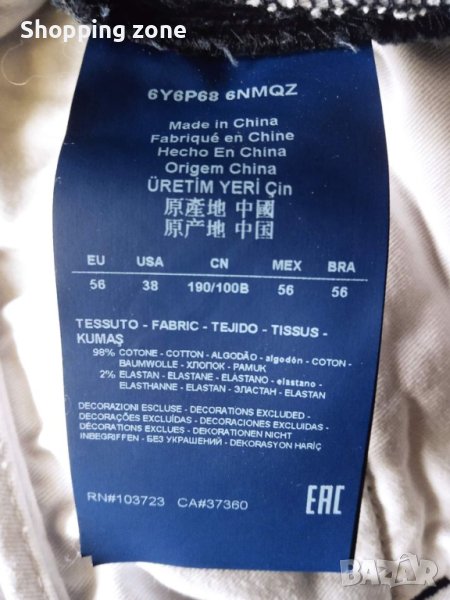 Shopping zone
6Y6P68 6NMQZ
Made in China
Fabriqué en Chine
Hecho En China
Origem China
ÜRETİM YERİ Çin
原產地 中國
原产地 中国
EU USA CN MEX BRA
56 38 190/100B 56 56
TESSUTO - FABRIC - TEJIDO - TISSUS -
KUMAŞ
98% COTONE - COTTON - ALGODÃO - algodón - COTON -
BAUMWOLLE - ХЛОПОК - PAMUK
2% ELASTAN - ELASTANE - ELASTANO - elastano -
ELASTHANNE - ELASTAN - ЭЛАСТАН - ELASTAN
DECORAZIONI ESCLUSE - DECORATIONS EXCLUDED -
DECORAÇÕES EXCLUÍDAS - DECORACIONES EXCLUIDAS -
DÉCORATIONS EXCLUES - DEKORATIONEN NICHT
INBEGRIFFEN - БЕЗ УКРАШЕНИЙ - DEKORASYON HARİÇ
RN#103723 CA#37360
EAC
BAZAR